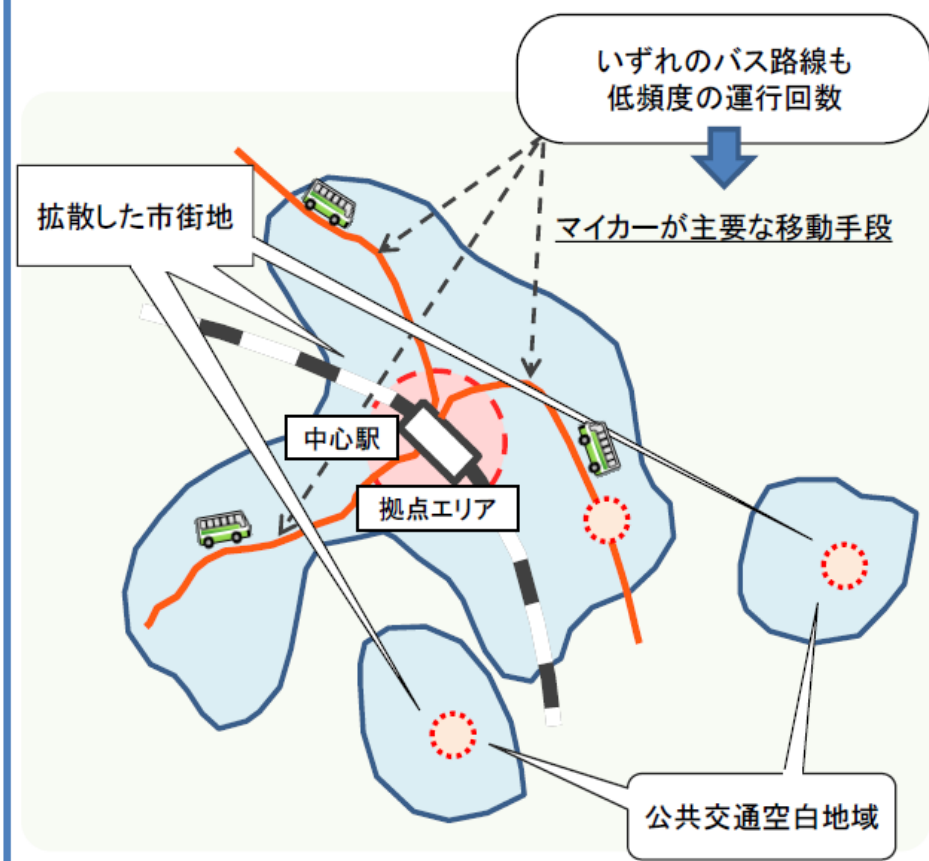 いずれのバス路線も
低頻度の運行回数
マイカーが主要な移動手段
拡散した市街地
中心駅
拠点エリア
公共交通空白地域